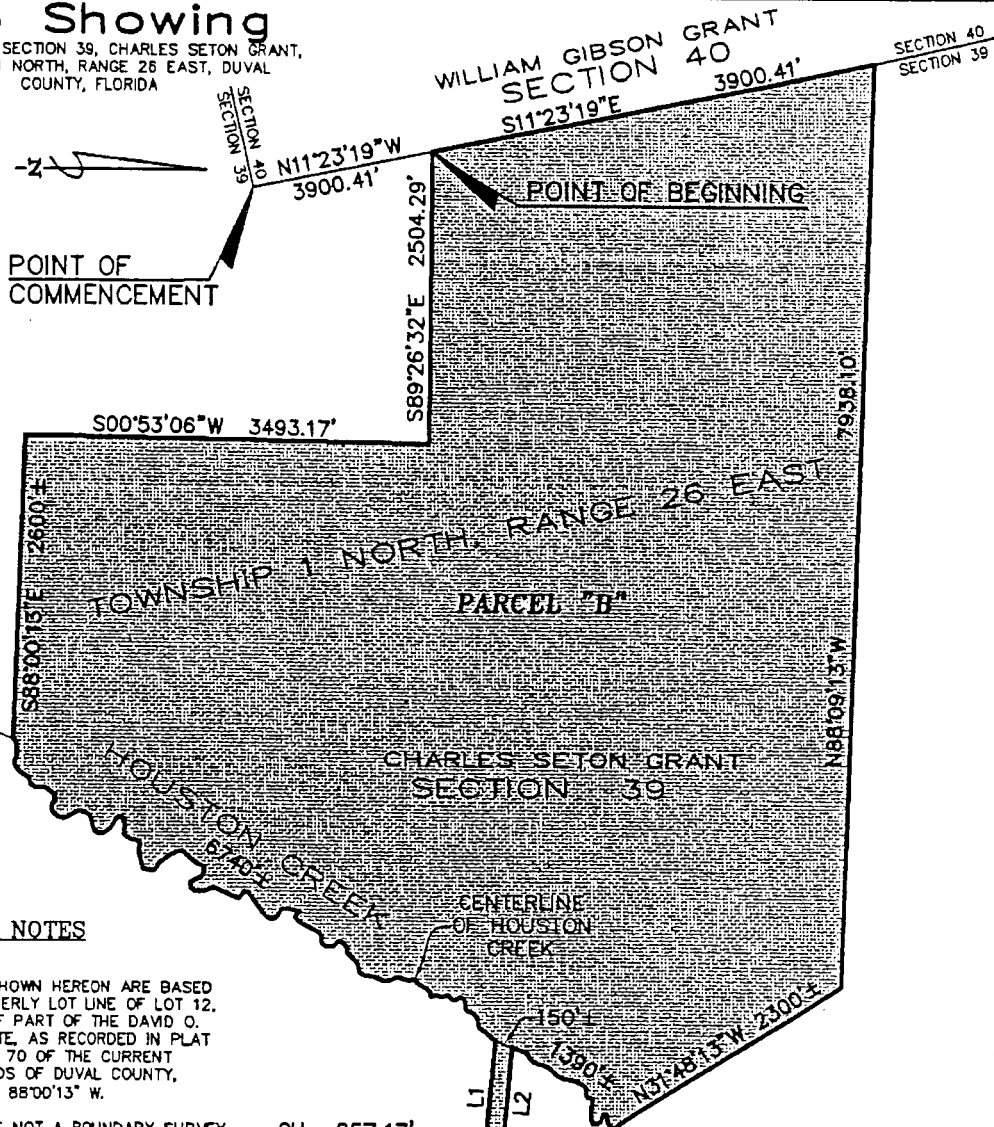 Showing
SECTION 39, CHARLES SETON GRANT,
NORTH, RANGE 26 EAST, DUVAL
COUNTY, FLORIDA
WILLIAM GIBSON GRANT
SECTION 40
SECTION 40
SECTION 39
S11°23'19"E 3900.41'
SECTION 40
SECTION 39
N
N11°23'19"W
3900.41'
POINT OF BEGINNING
POINT OF
COMMENCEMENT
S89°26'32"E 2504.29'
S00°53'06"W 3493.17'
S88°00'13"E 2600'±
N88°09'13"W 7938.10'
TOWNSHIP 1 NORTH, RANGE 26 EAST
PARCEL "B"
CHARLES SETON GRANT
SECTION 39
HOUSTON CREEK
6740'±
CENTERLINE
OF HOUSTON
CREEK
NOTES
HOWN HEREON ARE BASED
ERLY LOT LINE OF LOT 12,
PART OF THE DAVID O.
TE, AS RECORDED IN PLAT
70 OF THE CURRENT
DS OF DUVAL COUNTY,
88°00'13" W.
150'±
1390'±
N31°48'13"W 2300'±
L1
L2
NOT A BOUNDARY SURVEY
857.17'